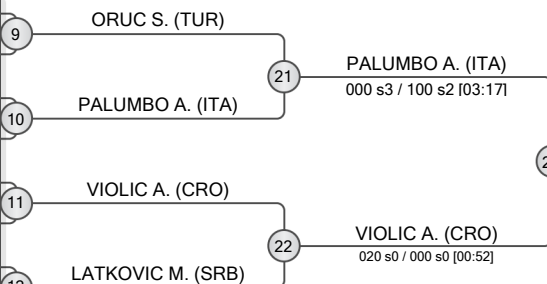 ORUC S. (TUR)
9
PALUMBO A. (ITA)
21
000 s3 / 100 s2 [03:17]
PALUMBO A. (ITA)
10
VIOLIC A. (CRO)
11
VIOLIC A. (CRO)
22
020 s0 / 000 s0 [00:52]
LATKOVIC M. (SRB)